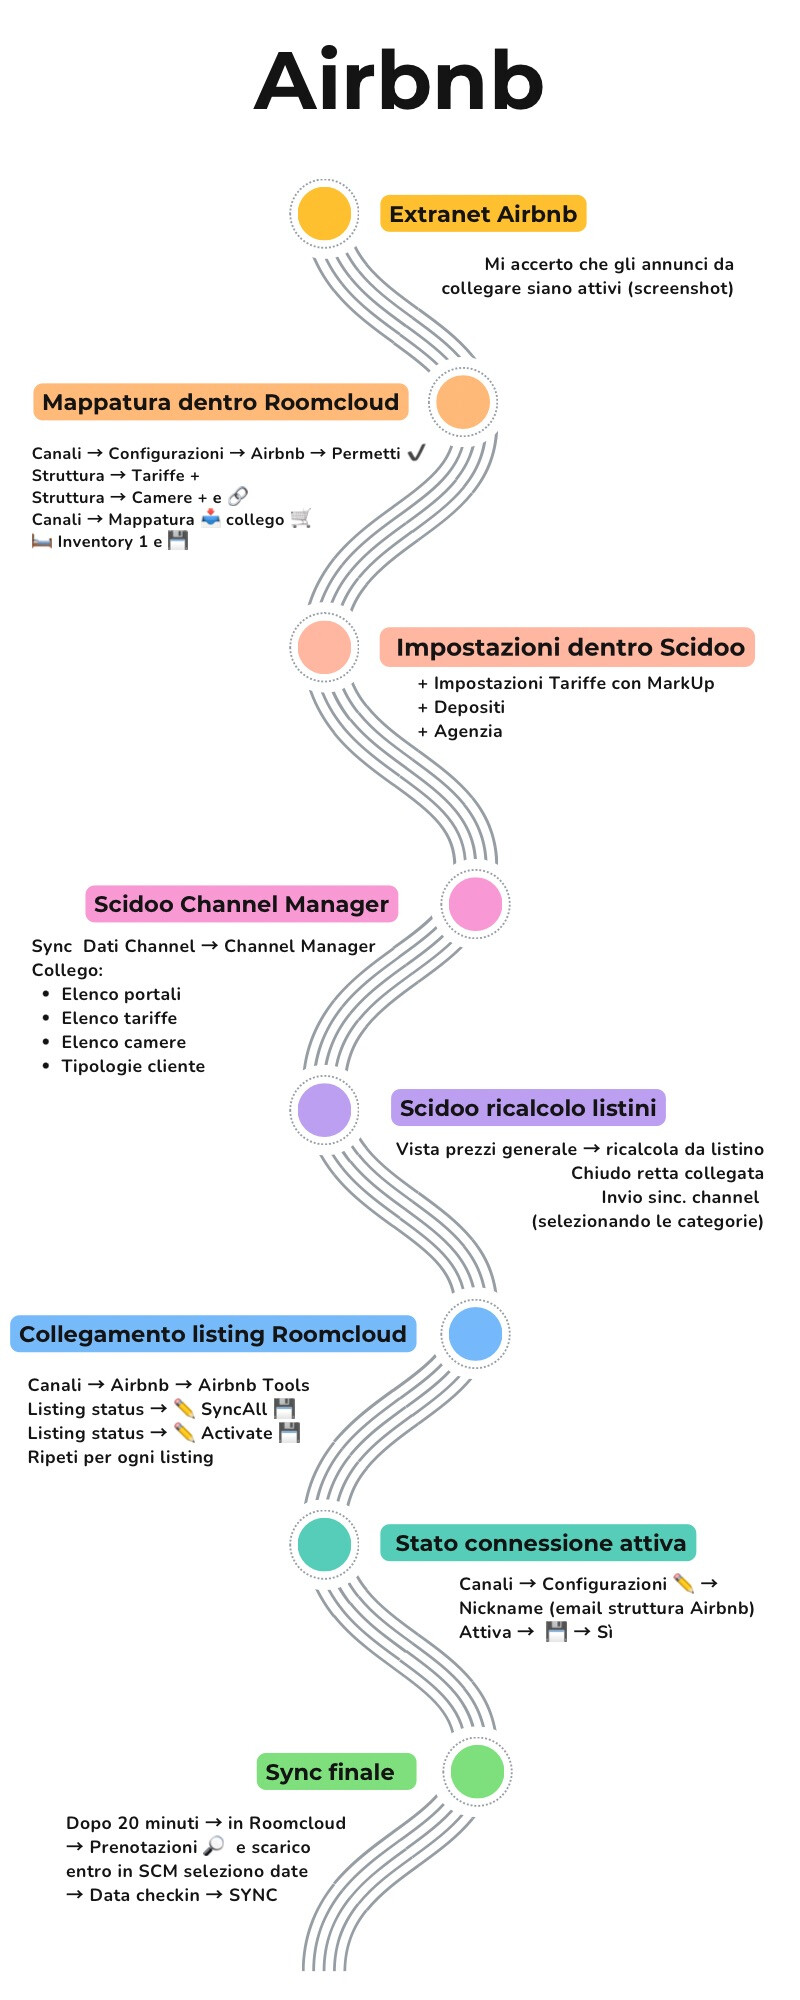 Airbnb
Extranet Airbnb
Mi accerto che gli annunci da
collegare siano attivi (screenshot)
Mappatura dentro Roomcloud
Canali → Configurazioni → Airbnb → Permetti ✔️
Struttura → Tariffe +
Struttura → Camere + e 🔗
Canali → Mappatura 📥 collego 🛒
🛏️ Inventory 1 e 💾
Impostazioni dentro Scidoo
+ Impostazioni Tariffe con MarkUp
+ Depositi
+ Agenzia
Scidoo Channel Manager
Sync Dati Channel → Channel Manager
Collego:
• Elenco portali
• Elenco tariffe
• Elenco camere
• Tipologie cliente
Scidoo ricalcolo listini
Vista prezzi generale → ricalcola da listino
Chiudo retta collegata
Invio sinc. channel
(selezionando le categorie)
Collegamento listing Roomcloud
Canali → Airbnb → Airbnb Tools
Listing status → ✏️ SyncAll 💾
Listing status → ✏️ Activate 💾
Ripeti per ogni listing
Stato connessione attiva
Canali → Configurazioni ✏️ →
Nickname (email struttura Airbnb)
Attiva → 💾 → Sì
Sync finale
Dopo 20 minuti → in Roomcloud
→ Prenotazioni 🔎 e scarico
entro in SCM seleziono date
→ Data checkin → SYNC